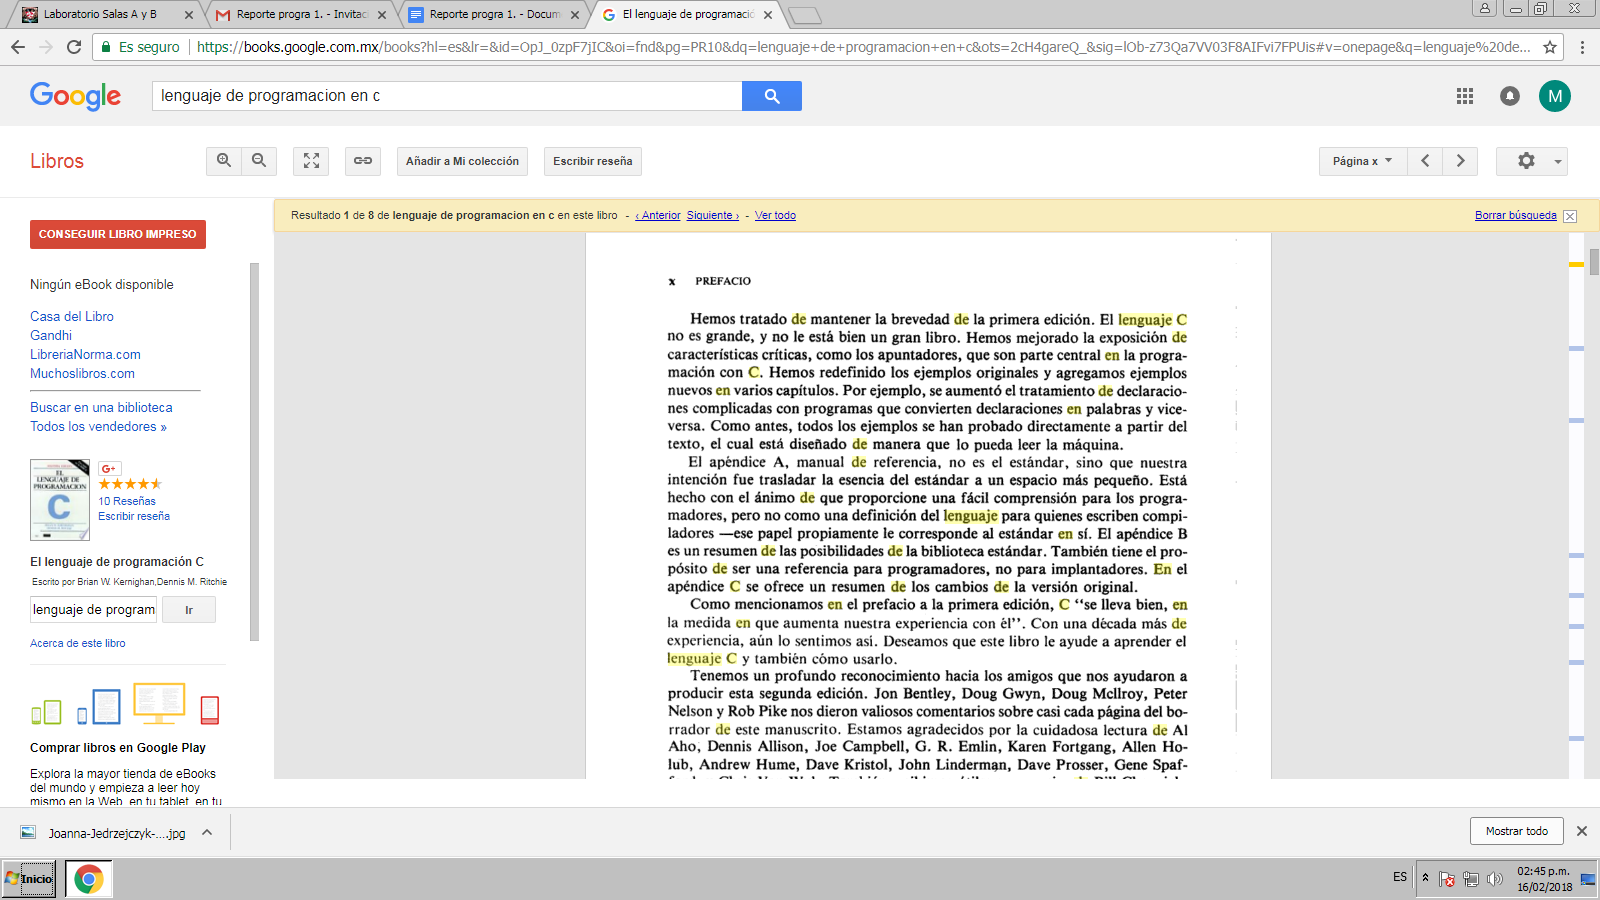 Laboratorio Salas A y B
Reporte progra 1. - Invitac
Reporte progra 1. - Docum
El lenguaje de programació
Es seguro
https://books.google.com.mx/books?hl=es&lr=&id=OpJ_0zpF7jIC&oi=fnd&pg=PR10&dq=lenguaje+de+programacion+en+c&ots=2cH4gareQ_&sig=lOb-z73Qa7VV03F8AIFvi7FPUis#v=onepage&q=lenguaje%20de...
Google
lenguaje de programacion en c
M
Libros
Añadir a Mi colección
Escribir reseña
Página x
Resultado 1 de 8 de lenguaje de programacion en c en este libro - ‹ Anterior Siguiente › - Ver todo
Borrar búsqueda
CONSEGUIR LIBRO IMPRESO
Ningún eBook disponible
Casa del Libro
Gandhi
LibreriaNorma.com
Muchoslibros.com
Buscar en una biblioteca
Todos los vendedores »
EL
LENGUAJE DE
PROGRAMACION
C
G+
10 Reseñas
Escribir reseña
El lenguaje de programación C
Escrito por Brian W. Kernighan,Dennis M. Ritchie
lenguaje de program
Ir
Acerca de este libro
Comprar libros en Google Play
Explora la mayor tienda de eBooks
del mundo y empieza a leer hoy
mismo en la Web, en tu tablet, en tu
x PREFACIO
Hemos tratado de mantener la brevedad de la primera edición. El lenguaje C
no es grande, y no le está bien un gran libro. Hemos mejorado la exposición de
características críticas, como los apuntadores, que son parte central en la progra-
mación con C. Hemos redefinido los ejemplos originales y agregamos ejemplos
nuevos en varios capítulos. Por ejemplo, se aumentó el tratamiento de declaracio-
nes complicadas con programas que convierten declaraciones en palabras y vice-
versa. Como antes, todos los ejemplos se han probado directamente a partir del
texto, el cual está diseñado de manera que lo pueda leer la máquina.
El apéndice A, manual de referencia, no es el estándar, sino que nuestra
intención fue trasladar la esencia del estándar a un espacio más pequeño. Está
hecho con el ánimo de que proporcione una fácil comprensión para los progra-
madores, pero no como una definición del lenguaje para quienes escriben compi-
ladores —ese papel propiamente le corresponde al estándar en sí. El apéndice B
es un resumen de las posibilidades de la biblioteca estándar. También tiene el pro-
pósito de ser una referencia para programadores, no para implantadores. En el
apéndice C se ofrece un resumen de los cambios de la versión original.
Como mencionamos en el prefacio a la primera edición, C “se lleva bien, en
la medida en que aumenta nuestra experiencia con él”. Con una década más de
experiencia, aún lo sentimos así. Deseamos que este libro le ayude a aprender el
lenguaje C y también cómo usarlo.
Tenemos un profundo reconocimiento hacia los amigos que nos ayudaron a
producir esta segunda edición. Jon Bentley, Doug Gwyn, Doug McIlroy, Peter
Nelson y Rob Pike nos dieron valiosos comentarios sobre casi cada página del bo-
rrador de este manuscrito. Estamos agradecidos por la cuidadosa lectura de Al
Aho, Dennis Allison, Joe Campbell, G. R. Emlin, Karen Fortgang, Allen Ho-
lub, Andrew Hume, Dave Kristol, John Linderman, Dave Prosser, Gene Spaf-
Joanna-Jedrzejczyk-....jpg
Mostrar todo
Inicio
ES
02:45 p.m.
16/02/2018